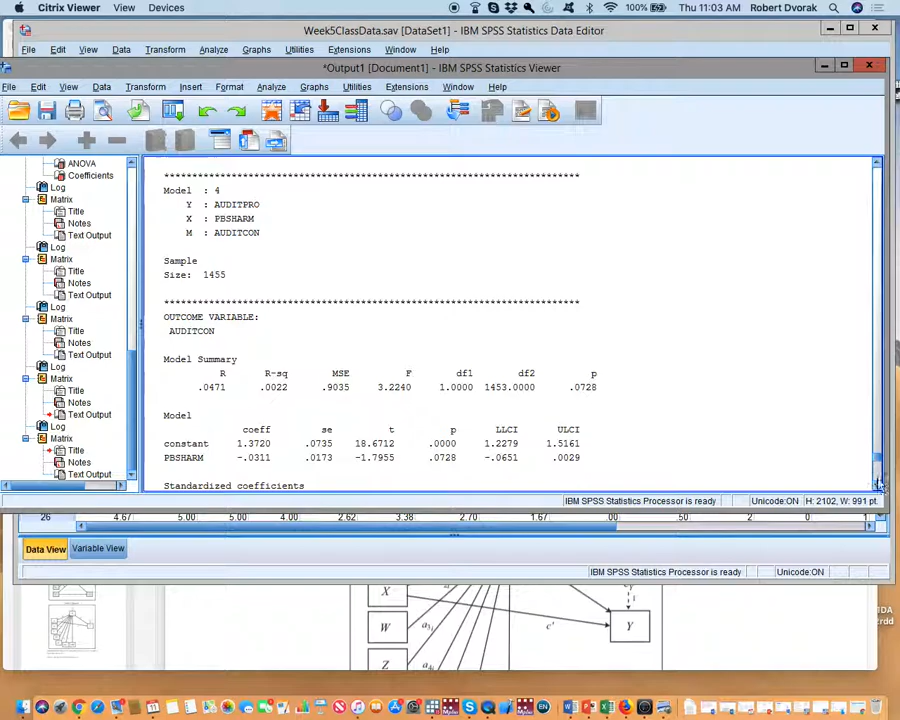 Citrix Viewer View Devices 100% Thu 11:03 AM Robert Dvorak
Week5ClassData.sav [DataSet1] - IBM SPSS Statistics Data Editor
File Edit View Data Transform Analyze Graphs Utilities Extensions Window Help
*Output1 [Document1] - IBM SPSS Statistics Viewer
File Edit View Data Transform Insert Format Analyze Graphs Utilities Extensions Window Help
ANOVA
Coefficients
Log
Matrix
Title
Notes
Text Output
Log
Matrix
Title
Notes
Text Output
Log
Matrix
Title
Notes
Text Output
Log
Matrix
Title
Notes
Text Output
Log
Matrix
Title
Notes
Text Output
Model : 4
Y : AUDITPRO
X : PBSHARM
M : AUDITCON
Sample
Size: 1455
OUTCOME VARIABLE:
AUDITCON
Model Summary
R R-sq MSE F df1 df2 p
.0471 .0022 .9035 3.2240 1.0000 1453.0000 .0728
Model
coeff se t p LLCI ULCI
constant 1.3720 .0735 18.6712 .0000 1.2279 1.5161
PBSHARM -.0311 .0173 -1.7955 .0728 -.0651 .0029
Standardized coefficients
IBM SPSS Statistics Processor is ready Unicode:ON H: 2102, W: 991 pt.
26 4.67 3.00 4.00 2.62 2.38 1.67 .00 .50 2 0 1
Data View Variable View
IBM SPSS Statistics Processor is ready Unicode:ON
X
W
Z
c'
1
Y